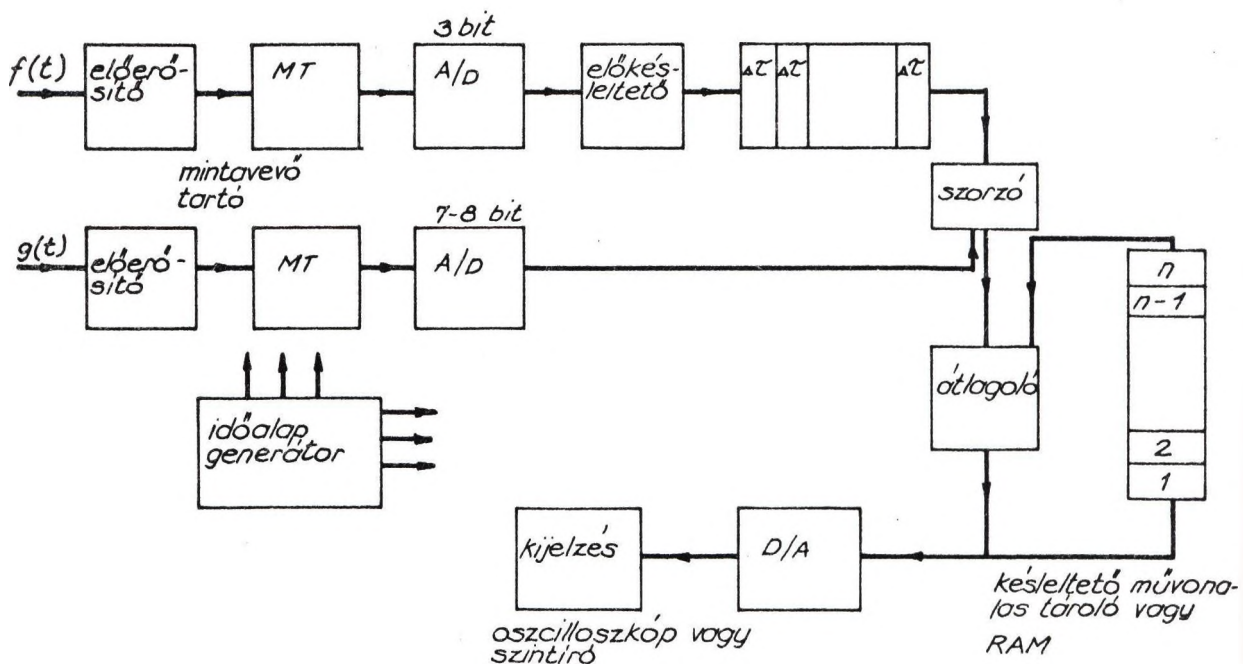 3 bit
f(t)
előerő-
sítő
MT
A/D
előkés-
leltető
Δτ
Δτ
Δτ
mintavevő
tartó
szorzó
7-8 bit
g(t)
előerő-
sítő
MT
A/D
n
n-1
2
1
átlagoló
időalap
generátor
kijelzés
D/A
oszcilloszkóp vagy
szintíró
késleltető művona-
las tároló vagy
RAM